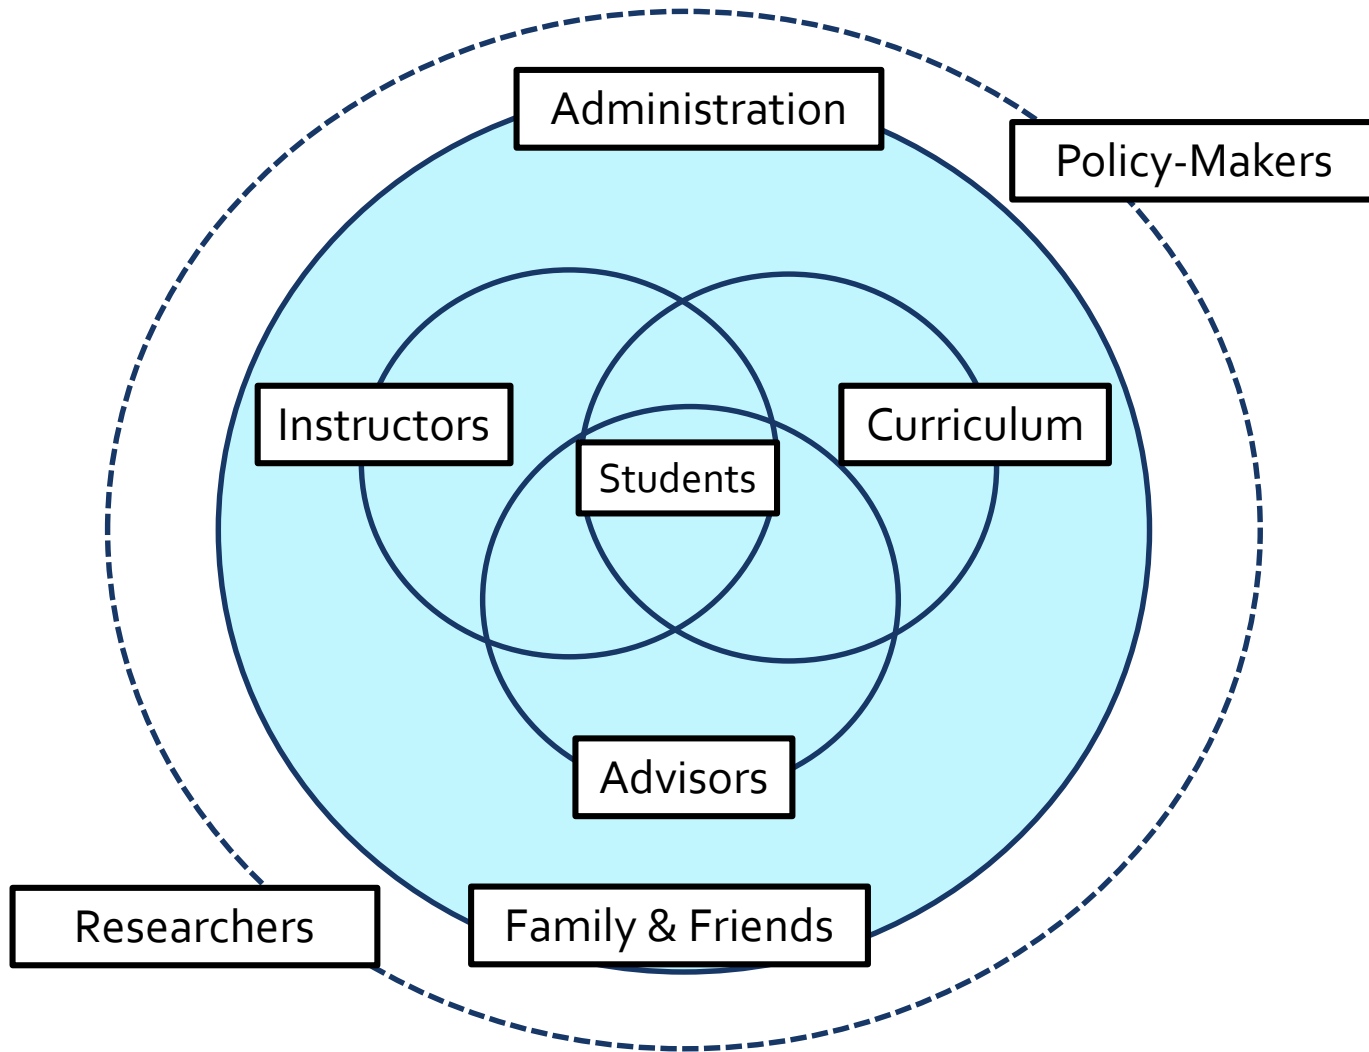 Administration
Policy-Makers
Instructors
Curriculum
Students
Advisors
Family & Friends
Researchers